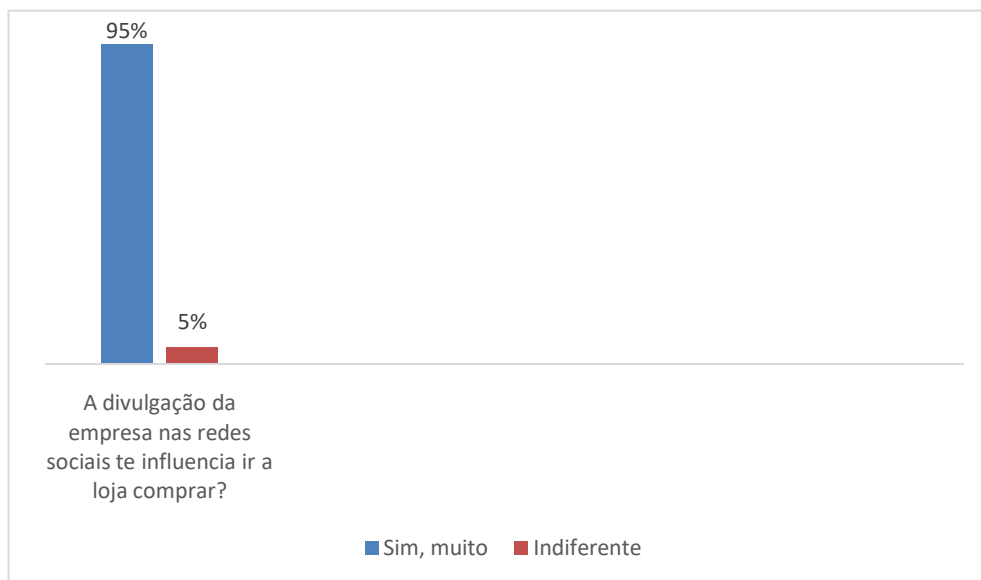 95%
5%
A divulgação da
empresa nas redes
sociais te influencia ir a
loja comprar?
Sim, muito
Indiferente